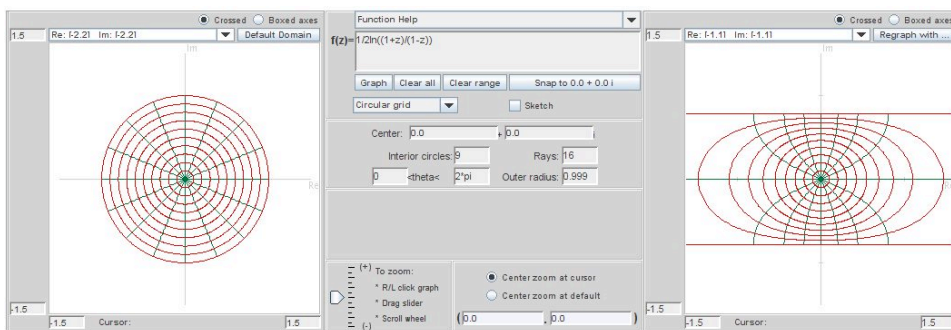 Crossed Boxed axes
1.5 Re: [-2.2] Im: [-2.2] Default Domain
Im
Re
-1.5
-1.5 Cursor: 1.5
Function Help
f(z)= 1/2ln((1+z)/(1-z))
Graph Clear all Clear range Snap to 0.0 + 0.0 i
Circular grid Sketch
Center: 0.0 + 0.0 i
Interior circles: 9 Rays: 16
0 <theta< 2*pi Outer radius: 0.999
(+) To zoom:
* R/L click graph
* Drag slider
* Scroll wheel
(-)
Center zoom at cursor
Center zoom at default
( 0.0 , 0.0 )
Crossed Boxed axes
1.5 Re: [-1.1] Im: [-1.1] Regraph with ...
Im
Re
-1.5
-1.5 Cursor: 1.5